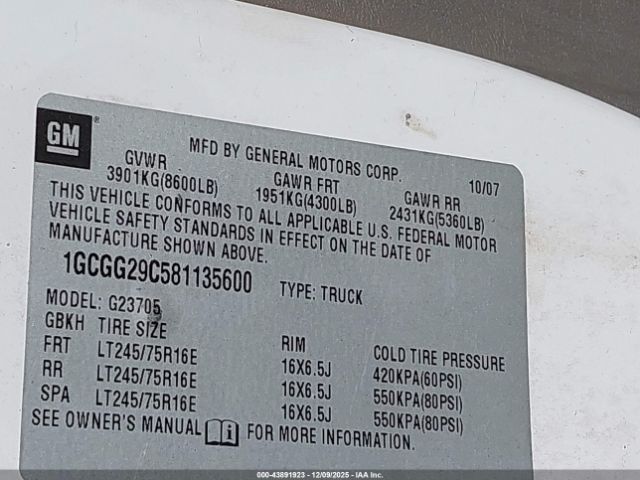 GM
MFD BY GENERAL MOTORS CORP. 10/07
GVWR GAWR FRT GAWR RR
3901KG(8600LB) 1951KG(4300LB) 2431KG(5360LB)
THIS VEHICLE CONFORMS TO ALL APPLICABLE U.S. FEDERAL MOTOR
VEHICLE SAFETY STANDARDS IN EFFECT ON THE DATE OF
MANUFACTURE SHOWN ABOVE.
1GCGG29C581135600 TYPE: TRUCK
MODEL: G23705
GBKH TIRE SIZE RIM COLD TIRE PRESSURE
FRT LT245/75R16E 16X6.5J 420KPA(60PSI)
RR LT245/75R16E 16X6.5J 550KPA(80PSI)
SPA LT245/75R16E 16X6.5J 550KPA(80PSI)
SEE OWNER'S MANUAL i FOR MORE INFORMATION.
000-43891923 - 12/09/2025 - IAA Inc.